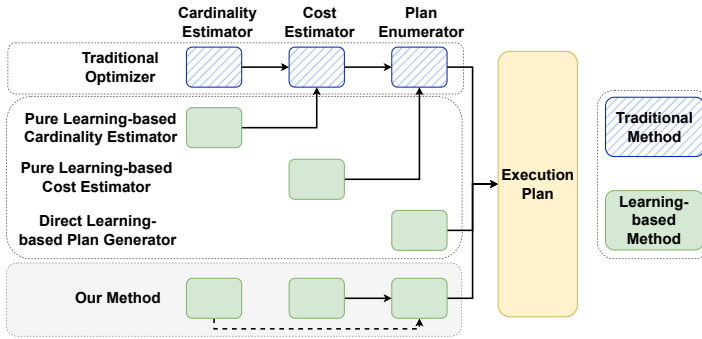 Cardinality
Estimator
Cost
Estimator
Plan
Enumerator
Traditional
Optimizer
Pure Learning-based
Cardinality Estimator
Pure Learning-based
Cost Estimator
Direct Learning-
based Plan Generator
Our Method
Execution
Plan
Traditional
Method
Learning-
based
Method